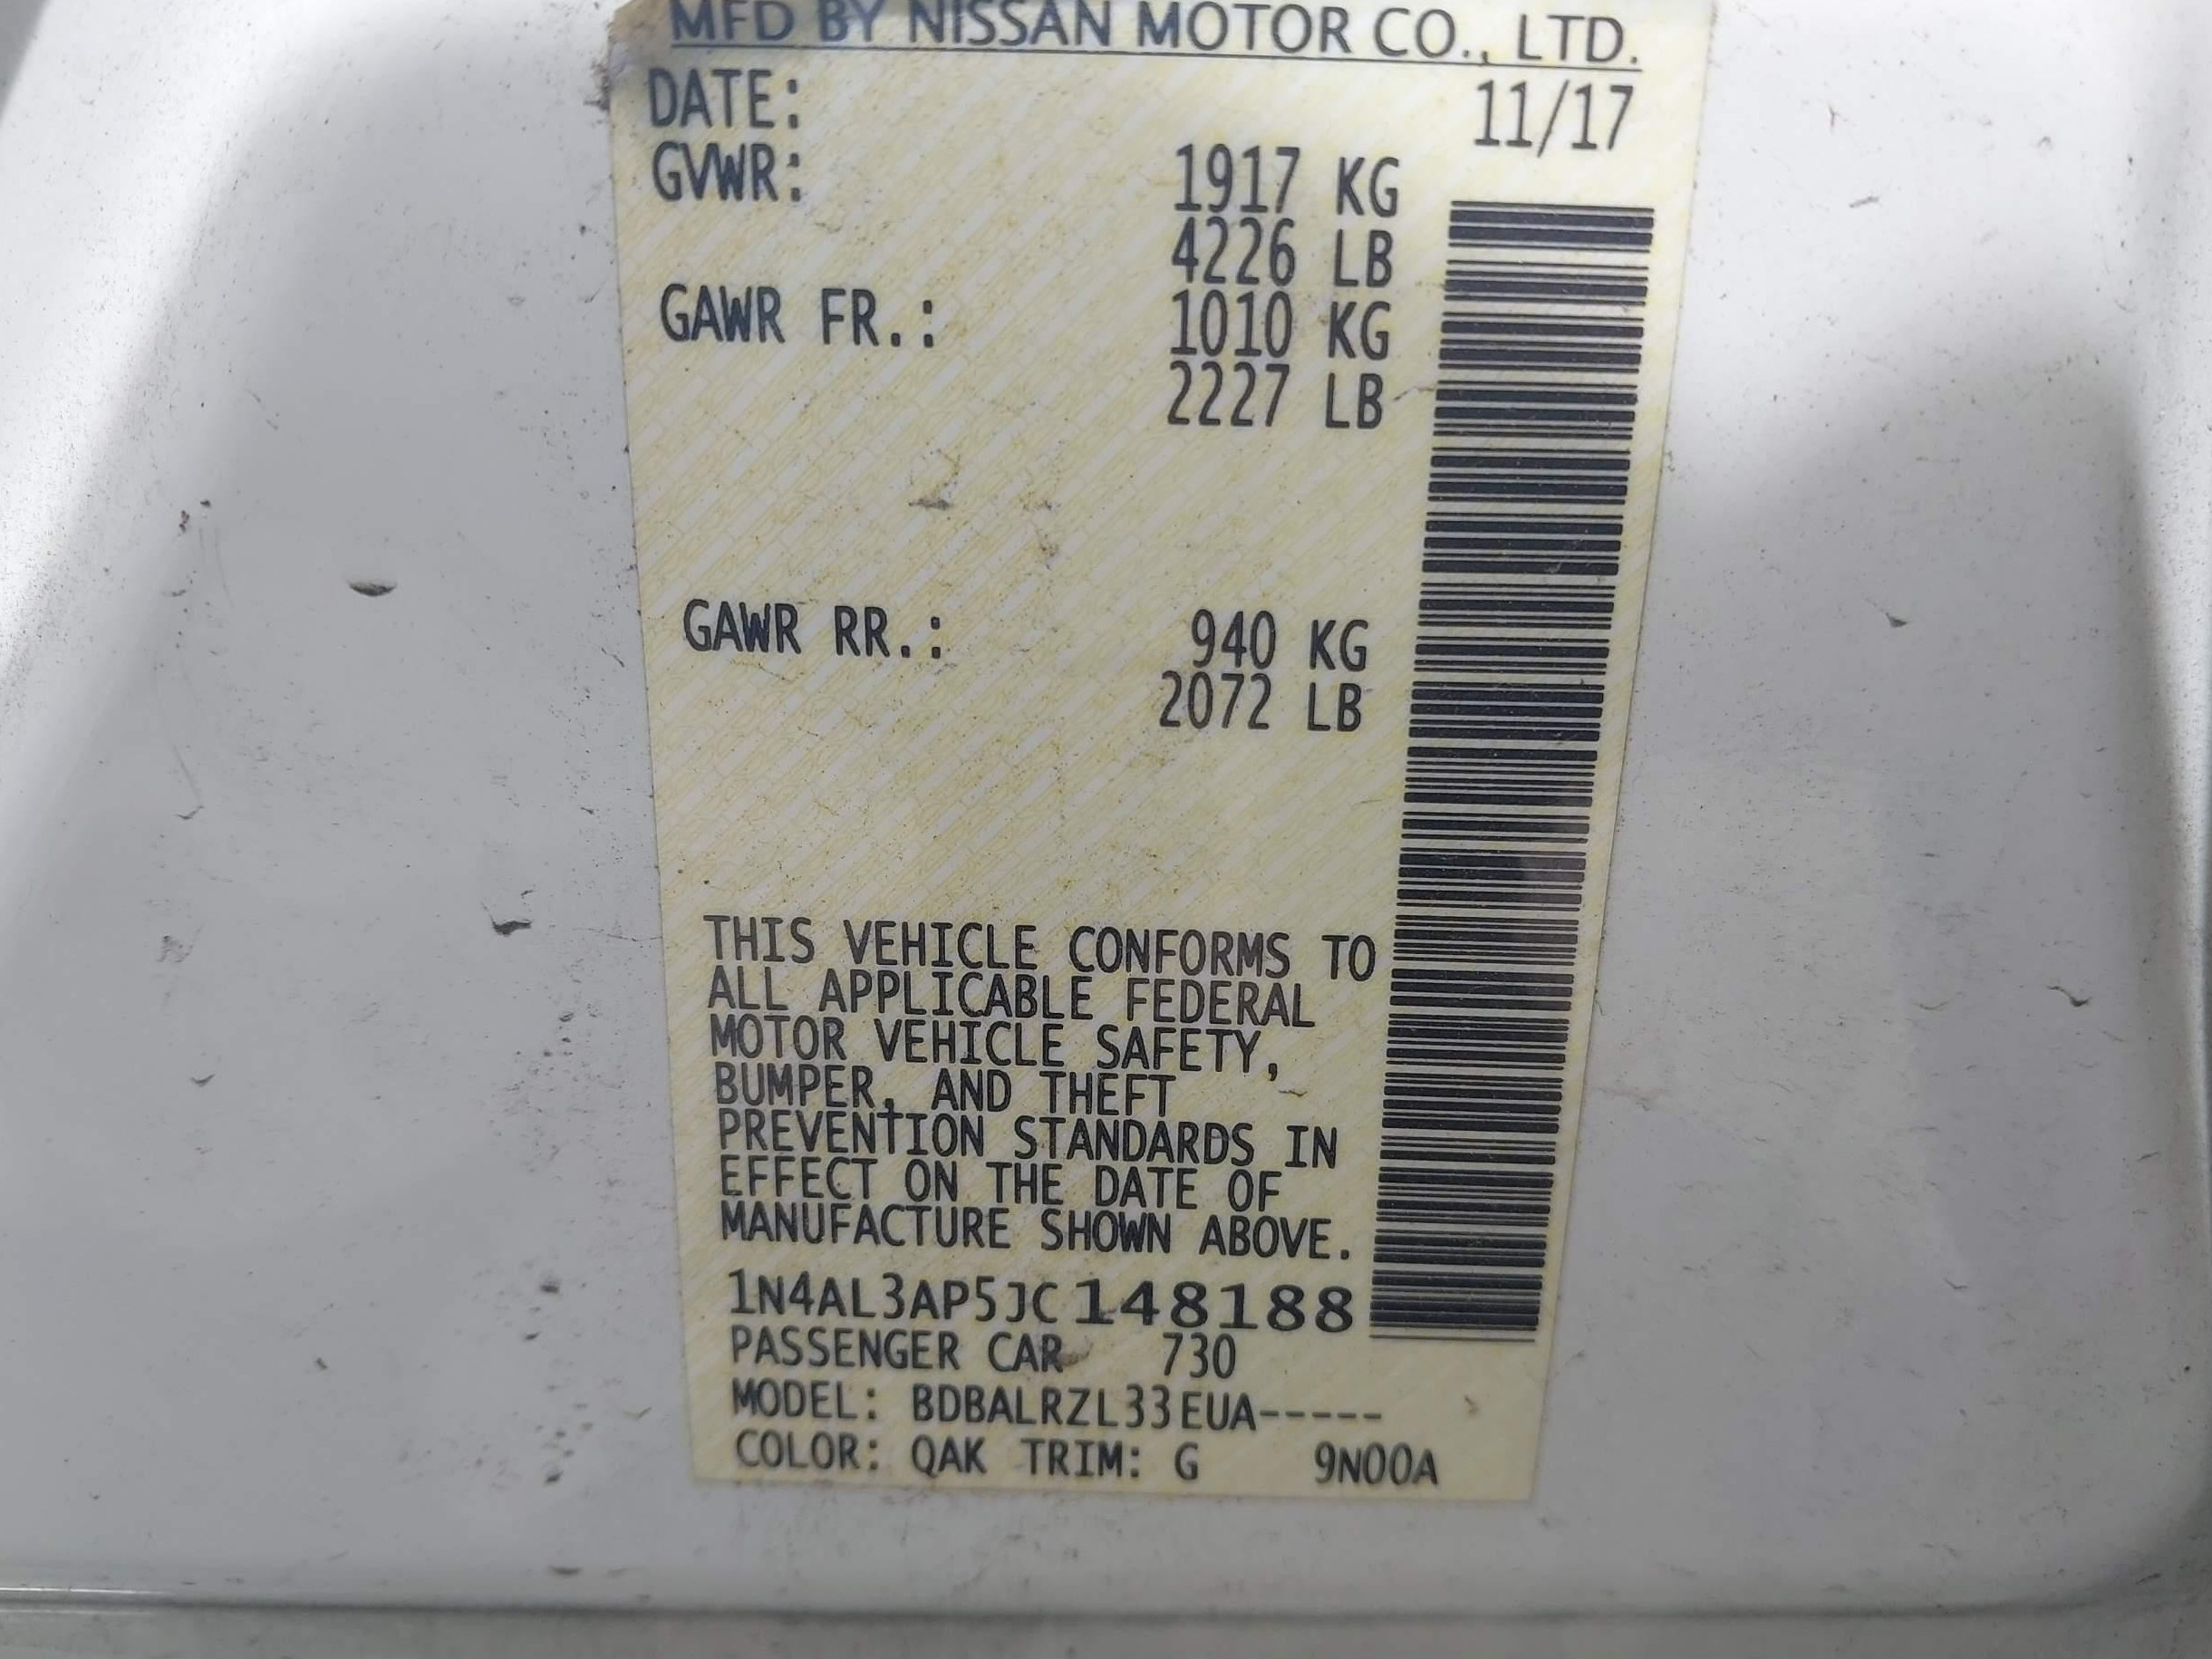 MFD BY NISSAN MOTOR CO., LTD.
DATE: 11/17
GVWR: 1917 KG
4226 LB
GAWR FR.: 1010 KG
2227 LB
GAWR RR.: 940 KG
2072 LB
THIS VEHICLE CONFORMS TO
ALL APPLICABLE FEDERAL
MOTOR VEHICLE SAFETY,
BUMPER, AND THEFT
PREVENTION STANDARDS IN
EFFECT ON THE DATE OF
MANUFACTURE SHOWN ABOVE.
1N4AL3AP5JC148188
PASSENGER CAR 730
MODEL: BDBALRZL33EUA-----
COLOR: QAK TRIM: G 9N00A